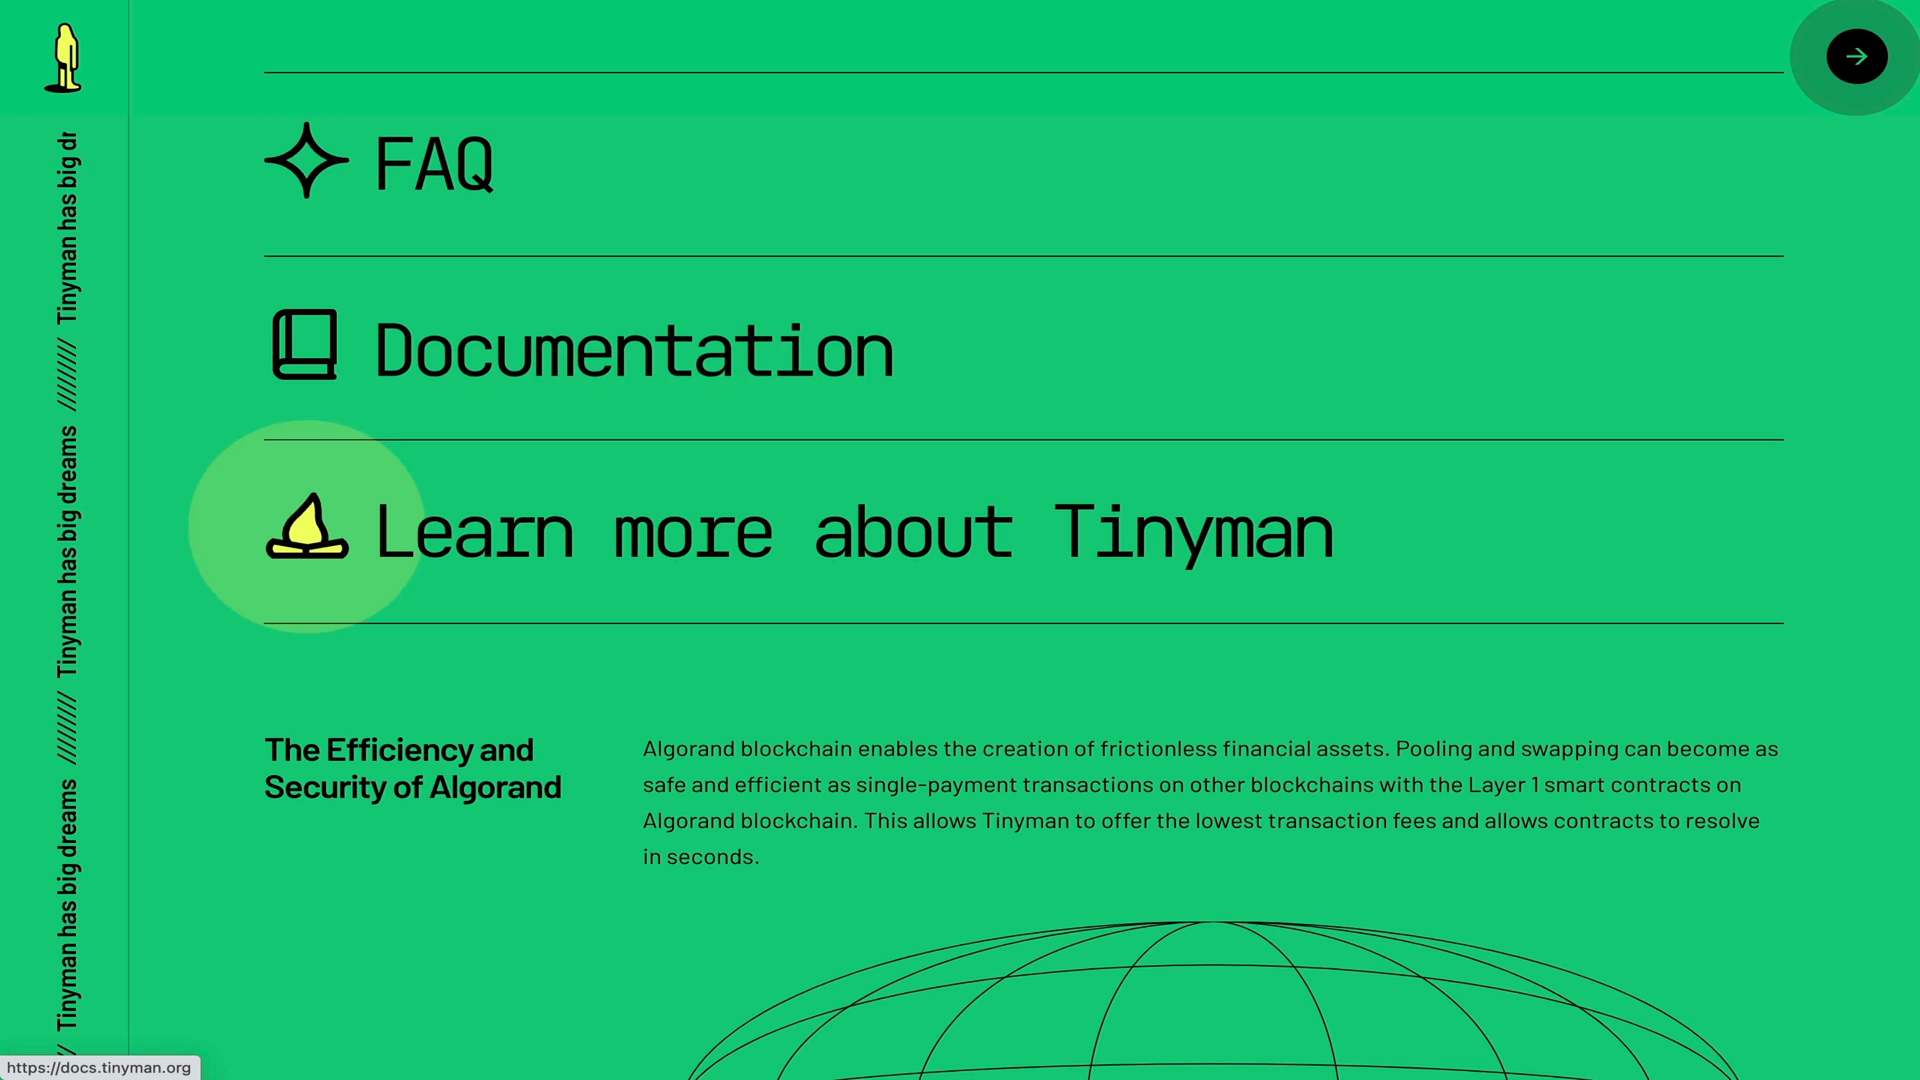 Tinyman has big dr
////////// Tinyman has big dreams
////////// Tinyman has big dreams
////////// Tinyman has big dreams
FAQ
Documentation
Learn more about Tinyman
The Efficiency and
Security of Algorand
Algorand blockchain enables the creation of frictionless financial assets. Pooling and swapping can become as
safe and efficient as single-payment transactions on other blockchains with the Layer 1 smart contracts on
Algorand blockchain. This allows Tinyman to offer the lowest transaction fees and allows contracts to resolve
in seconds.
https://docs.tinyman.org